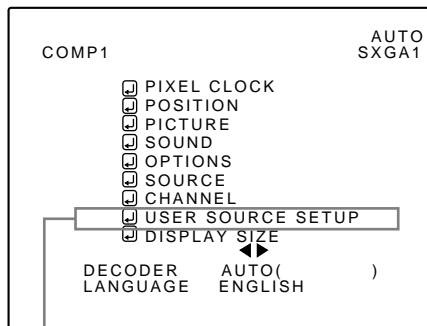 AUTO
COMP1 SXGA1
PIXEL CLOCK
POSITION
PICTURE
SOUND
OPTIONS
SOURCE
CHANNEL
USER SOURCE SETUP
DISPLAY SIZE
DECODER AUTO( )
LANGUAGE ENGLISH